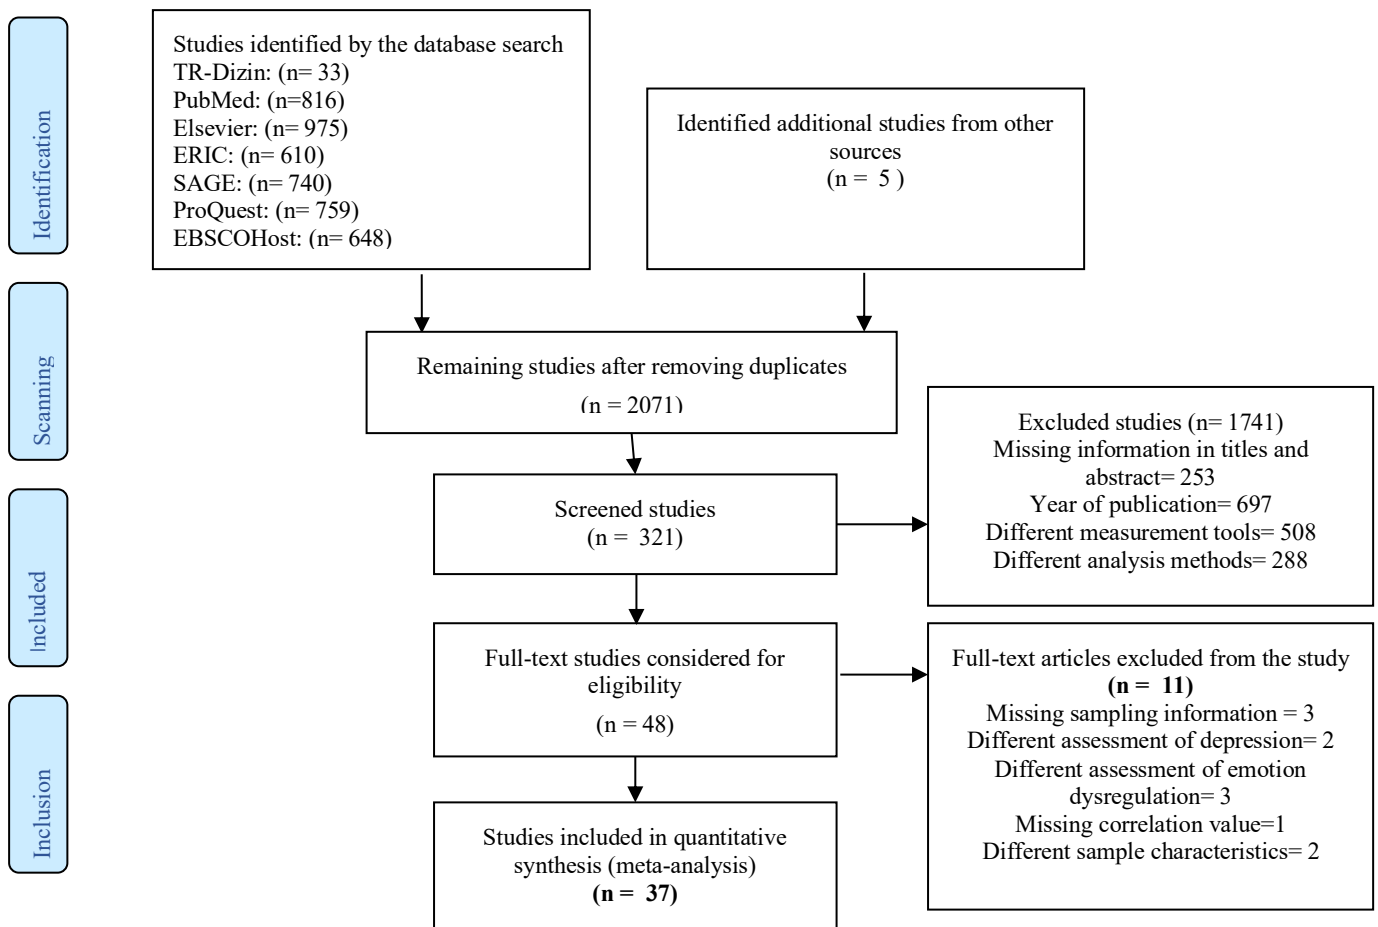 Identification
Studies identified by the database search
TR-Dizin: (n= 33)
PubMed: (n=816)
Elsevier: (n= 975)
ERIC: (n= 610)
SAGE: (n= 740)
ProQuest: (n= 759)
EBSCOHost: (n= 648)
Identified additional studies from other
sources
(n =  5 )
Scanning
Remaining studies after removing duplicates
(n = 2071)
Screened studies
(n =  321)
Excluded studies (n= 1741)
Missing information in titles and
abstract= 253
Year of publication= 697
Different measurement tools= 508
Different analysis methods= 288
Included
Full-text studies considered for
eligibility
(n = 48)
Full-text articles excluded from the study
(n =  11)
Missing sampling information = 3
Different assessment of depression= 2
Different assessment of emotion
dysregulation= 3
Missing correlation value=1
Different sample characteristics= 2
Inclusion
Studies included in quantitative
synthesis (meta-analysis)
(n =  37)